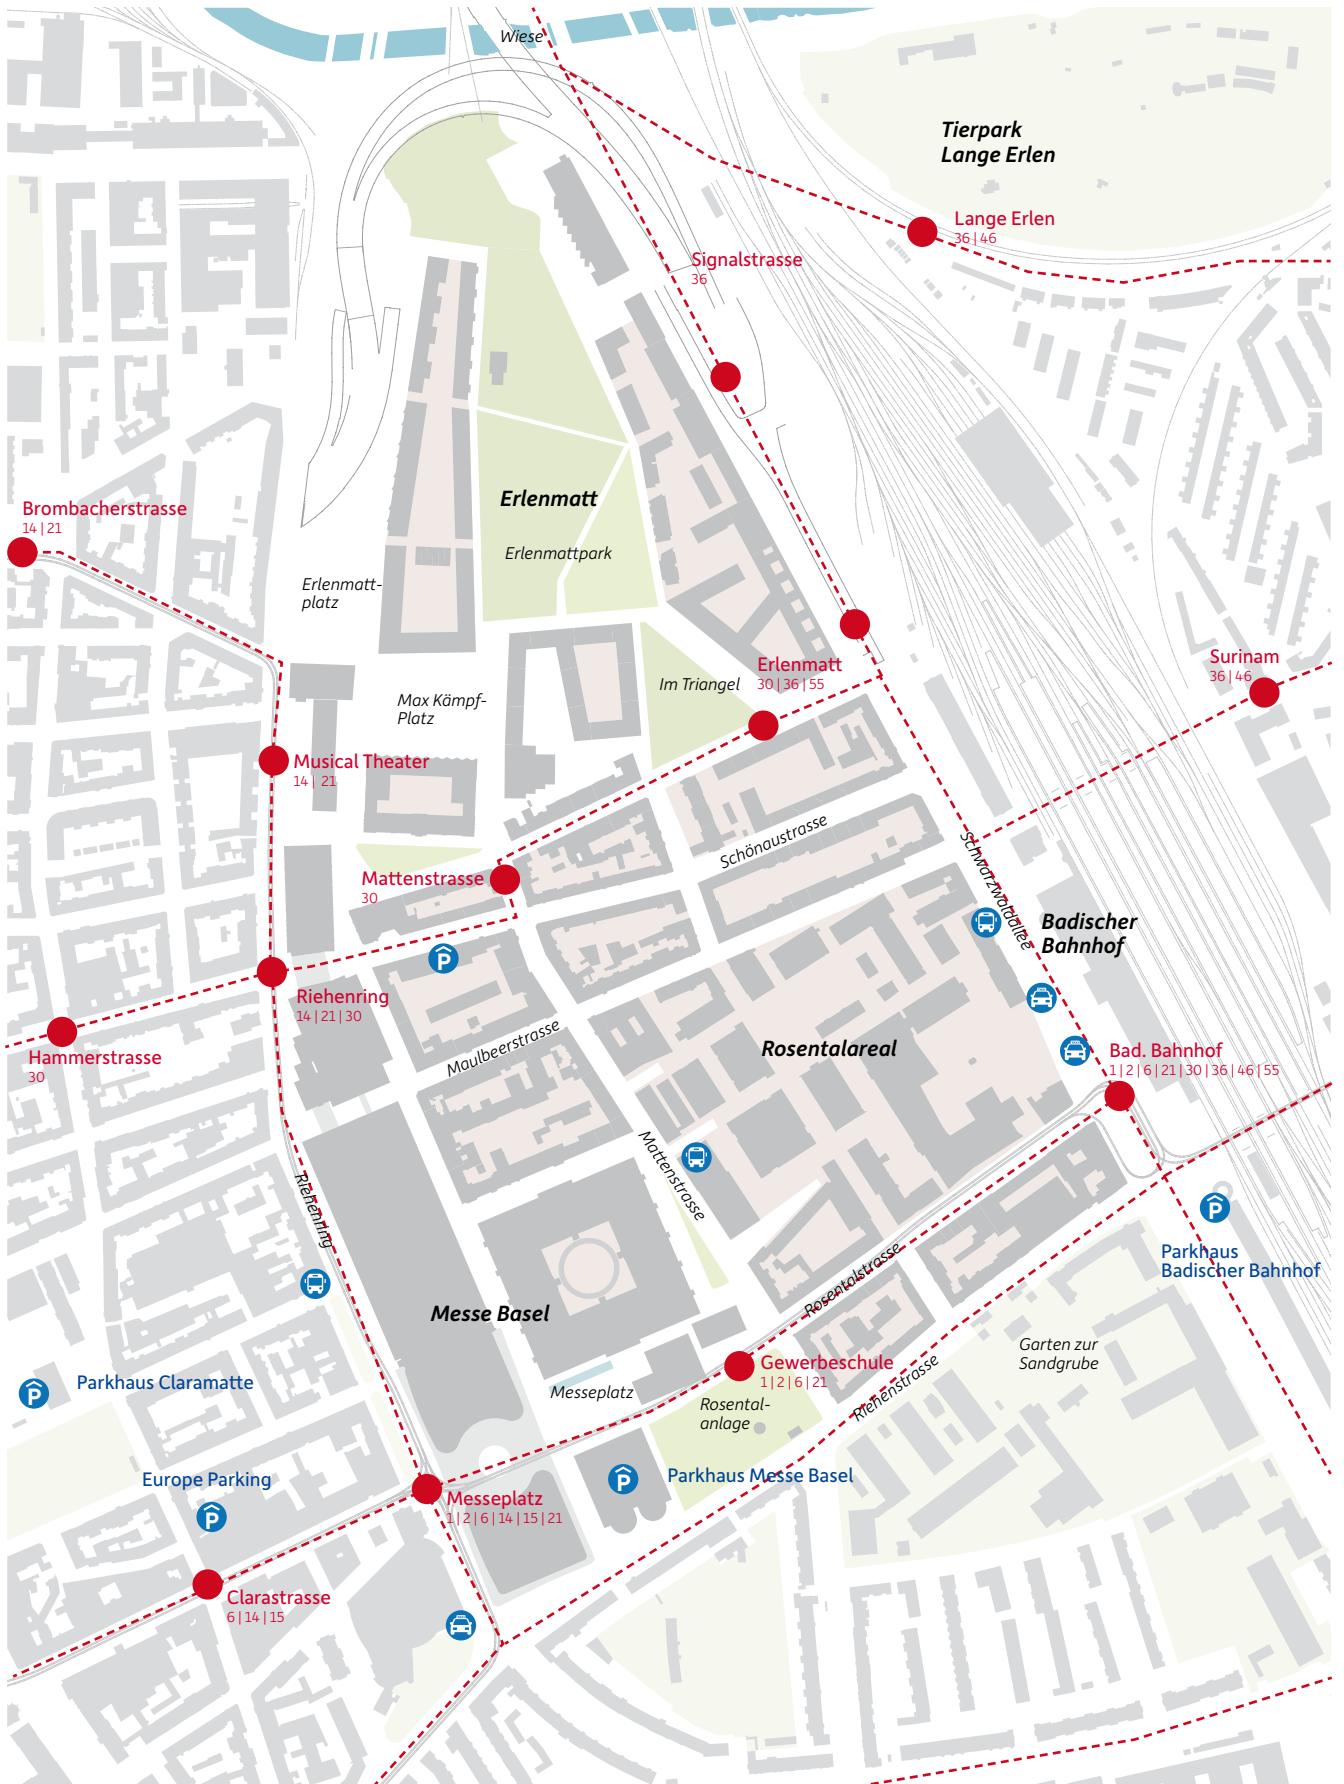 Wiese
Tierpark
Lange Erlen
Lange Erlen
36 | 46
Signalstrasse
36
Brombacherstrasse
14 | 21
Erlenmatt
Erlenmattpark
Erlenmatt-
platz
Erlenmatt
30 | 36 | 55
Surinam
36 | 46
Im Triangel
Max Kämpf-
Platz
Musical Theater
14 | 21
Schönaustrasse
Schwarzwaldallee
Mattenstrasse
30
Badischer
Bahnhof
P
Riehenring
14 | 21 | 30
Maulbeerstrasse
Rosentalareal
Hammerstrasse
30
Bad. Bahnhof
1 | 2 | 6 | 21 | 30 | 36 | 46 | 55
Mattenstrasse
Riehenring
P
Parkhaus
Badischer Bahnhof
Rosentalstrasse
Messe Basel
Garten zur
Sandgrube
Gewerbeschule
1 | 2 | 6 | 21
Riehenstrasse
P
Parkhaus Claramatte
Messeplatz
Rosental-
anlage
Europe Parking
P
P
Parkhaus Messe Basel
Messeplatz
1 | 2 | 6 | 14 | 15 | 21
Clarastrasse
6 | 14 | 15